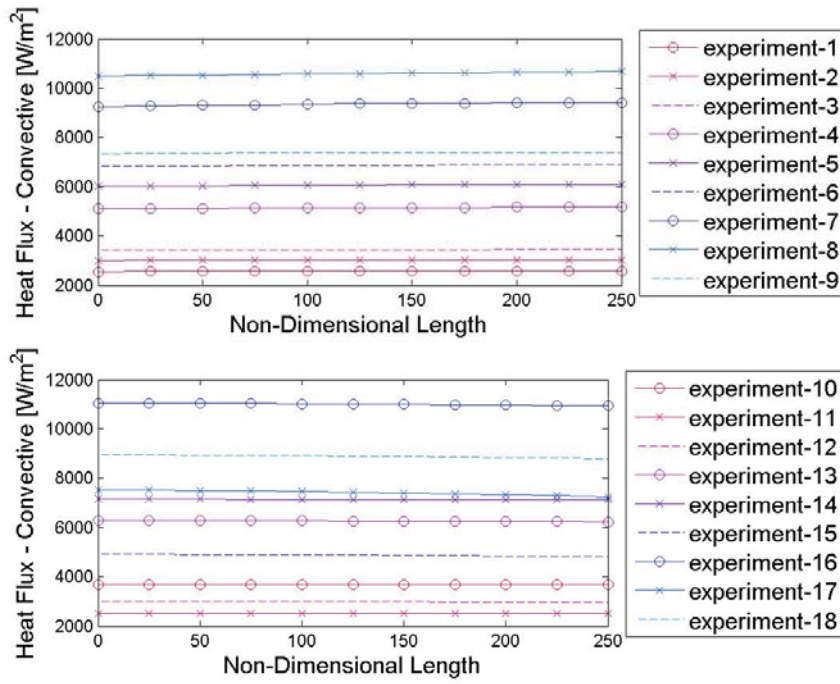 Heat Flux - Convective [W/m²]
12000
10000
8000
6000
4000
2000
0 50 100 150 200 250
Non-Dimensional Length
experiment-1
experiment-2
experiment-3
experiment-4
experiment-5
experiment-6
experiment-7
experiment-8
experiment-9
Heat Flux - Convective [W/m²]
12000
10000
8000
6000
4000
2000
0 50 100 150 200 250
Non-Dimensional Length
experiment-10
experiment-11
experiment-12
experiment-13
experiment-14
experiment-15
experiment-16
experiment-17
experiment-18